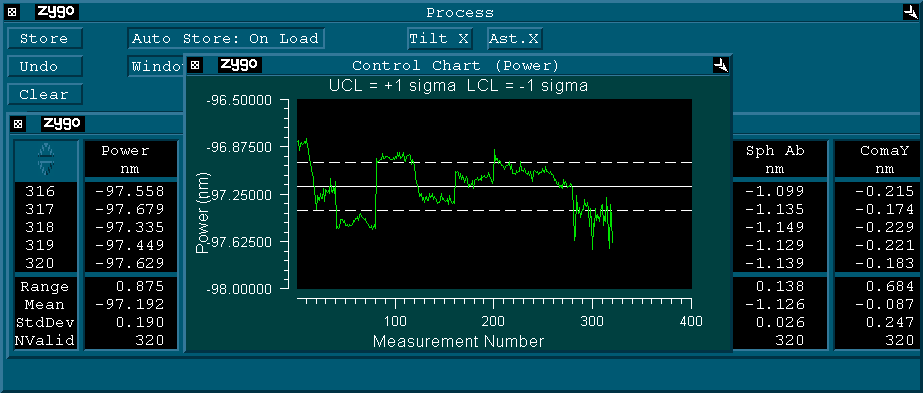 zygo Process
Store Auto Store: On Load Tilt X Ast.X
Undo Windo
Clear
zygo Control Chart (Power)
UCL = +1 sigma LCL = -1 sigma
-96.50000
-96.87500
-97.25000
-97.62500
-98.00000
Power (nm)
100 200 300 400
Measurement Number
zygo
Power Sph Ab ComaY
nm nm nm
316 -97.558 -1.099 -0.215
317 -97.679 -1.135 -0.174
318 -97.335 -1.149 -0.229
319 -97.449 -1.129 -0.221
320 -97.629 -1.139 -0.183
Range 0.875 0.138 0.684
Mean -97.192 -1.126 -0.087
StdDev 0.190 0.026 0.247
NValid 320 320 320